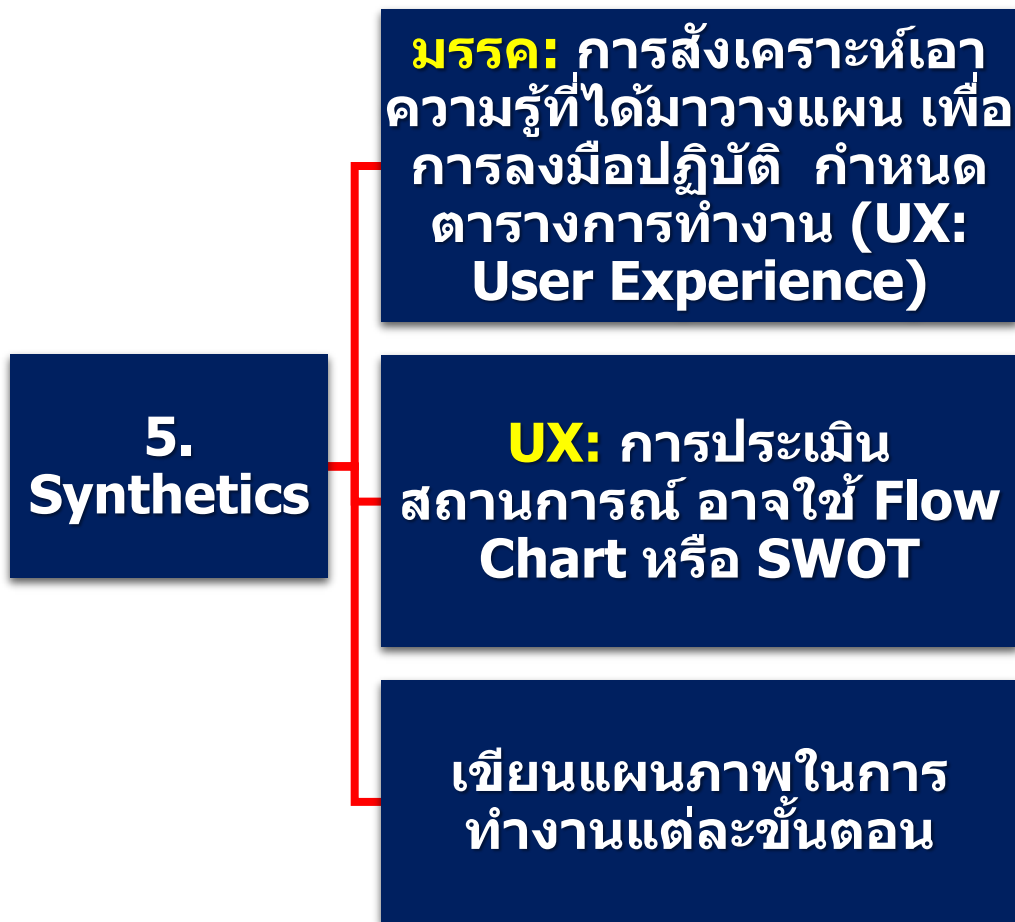 5.
Synthetics
มรรค: การสังเคราะห์เอา
ความรู้ที่ได้มาวางแผน เพื่อ
การลงมือปฏิบัติ  กำหนด
ตารางการทำงาน (UX:
User Experience)
UX: การประเมิน
สถานการณ์ อาจใช้ Flow
Chart หรือ SWOT
เขียนแผนภาพในการ
ทำงานแต่ละขั้นตอน